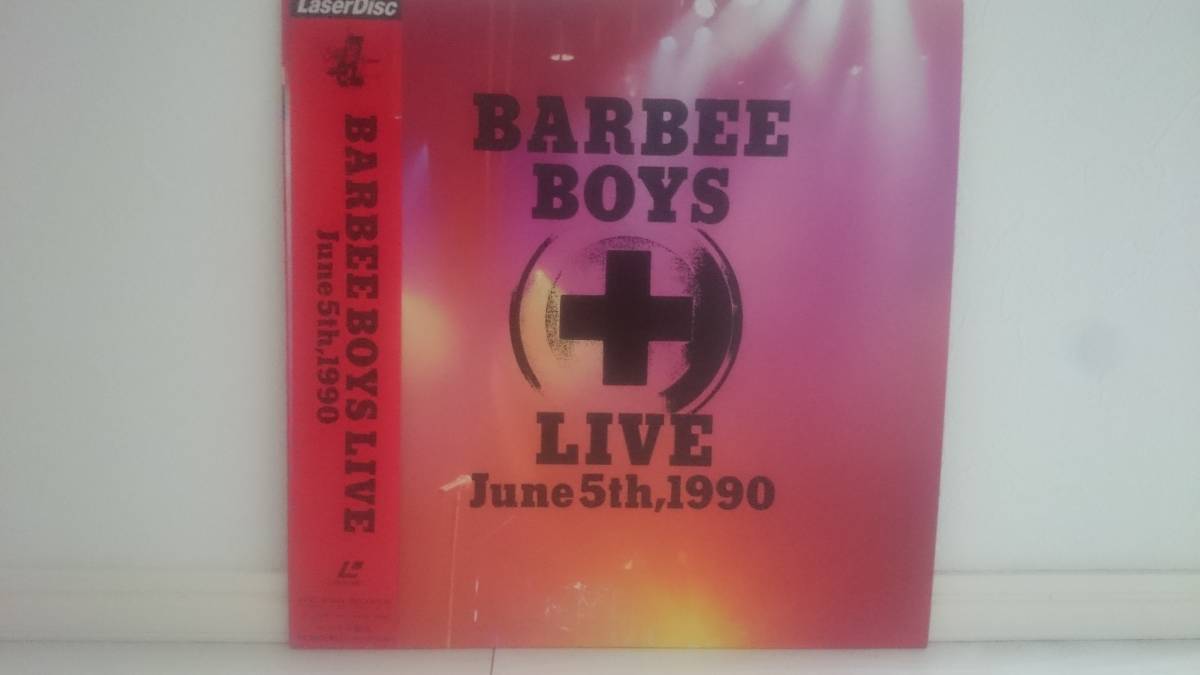 LaserDisc
BARBEE BOYS LIVE
June 5th,1990
BARBEE
BOYS
LIVE
June 5th,1990